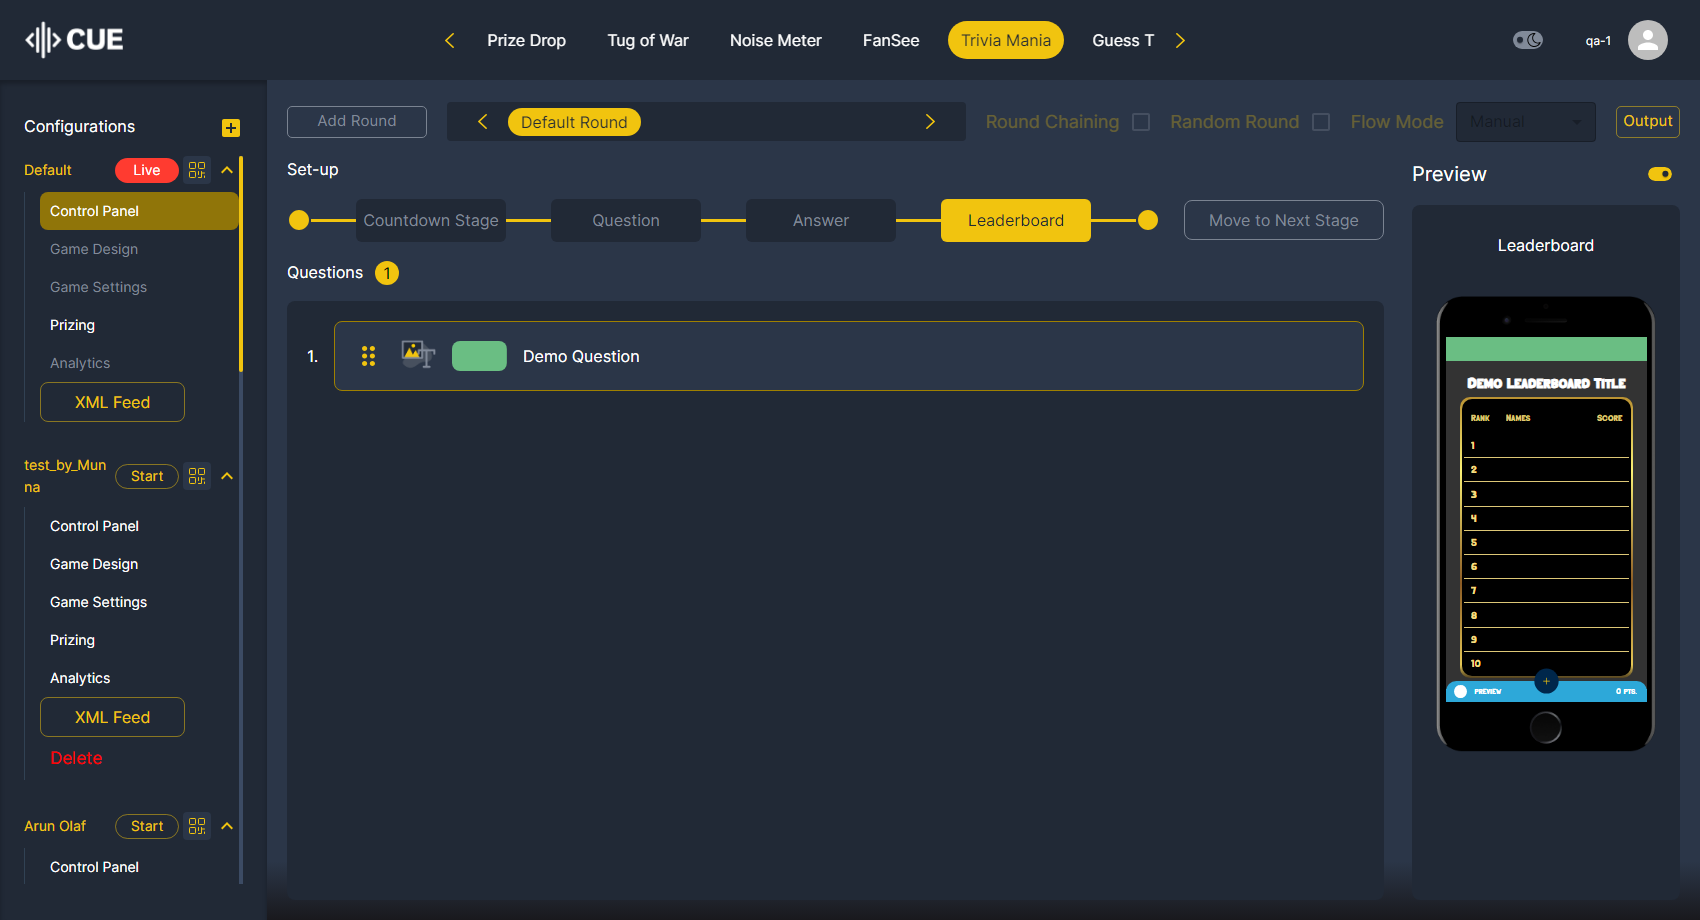 CUE
Prize Drop
Tug of War
Noise Meter
FanSee
Trivia Mania
Guess T
qa-1
Configurations
Default
Live
Control Panel
Game Design
Game Settings
Prizing
Analytics
XML Feed
test_by_Mun
na
Start
Control Panel
Game Design
Game Settings
Prizing
Analytics
XML Feed
Delete
Arun Olaf
Start
Control Panel
Add Round
Default Round
Round Chaining
Random Round
Flow Mode
Manual
Output
Set-up
Countdown Stage
Question
Answer
Leaderboard
Move to Next Stage
Questions 1
1.
Demo Question
Preview
Leaderboard
Demo Leaderboard Title
Rank Names Score
1
2
3
4
5
6
7
8
9
10
+
PREVIEW
0 PTS.